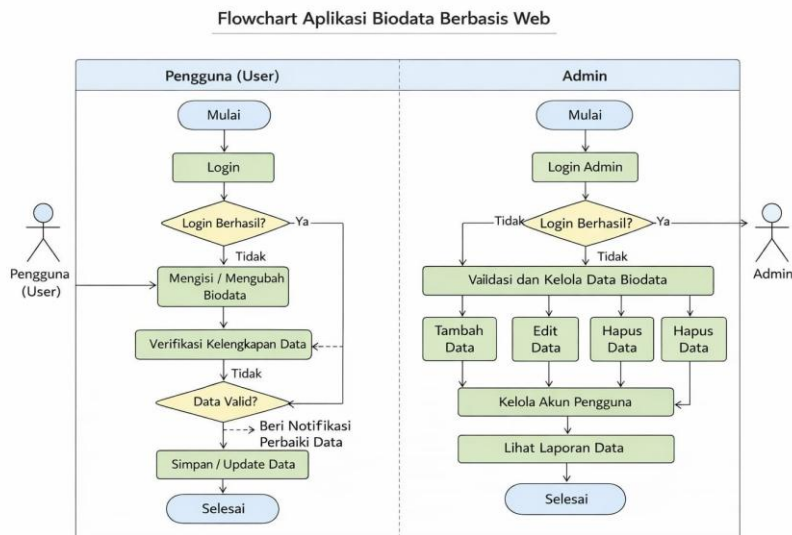 Flowchart Aplikasi Biodata Berbasis Web
Pengguna (User)
Admin
Mulai
Login
Login Berhasil?
Ya
Tidak
Pengguna
(User)
Mengisi / Mengubah
Biodata
Verifikasi Kelengkapan Data
Tidak
Data Valid?
Beri Notifikasi
Perbaiki Data
Simpan / Update Data
Selesai
Mulai
Login Admin
Tidak
Login Berhasil?
Ya
Admin
Tidak
Vaildasi dan Kelola Data Biodata
Tambah
Data
Edit
Data
Hapus
Data
Hapus
Data
Kelola Akun Pengguna
Lihat Laporan Data
Selesai